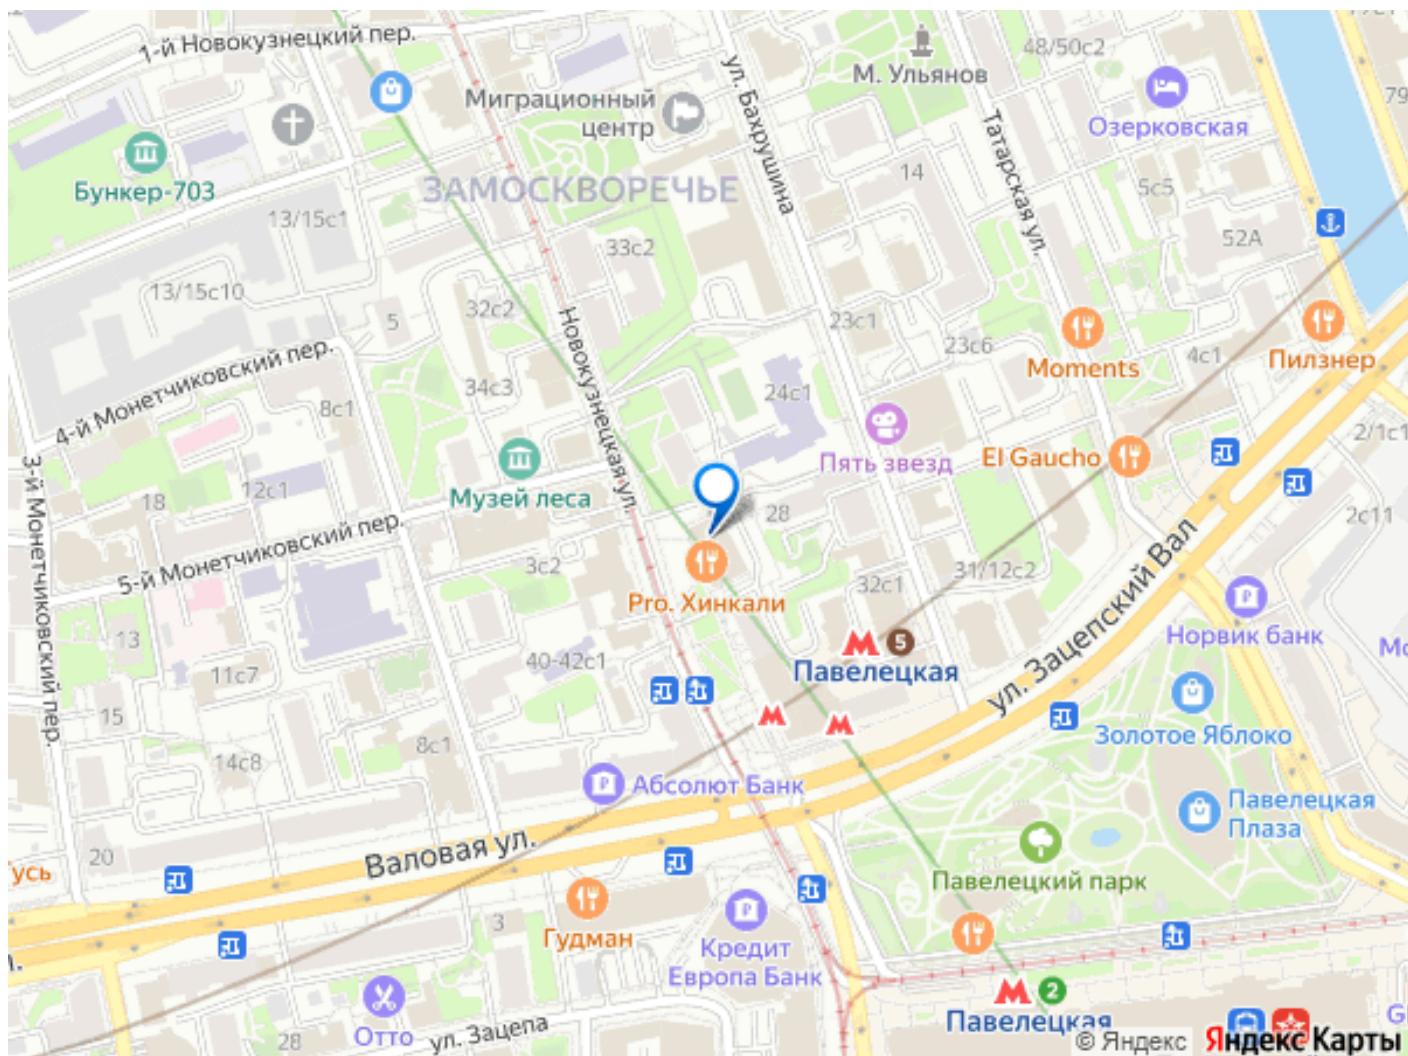 1-й Новокузнецкий пер.
ул. Бахрушина
М. Ульянов
48/50с2
79
Миграционный
центр
Татарская ул.
Озерковская
Бункер-703
ЗАМОСКВОРЕЧЬЕ
14
5с5
13/15с1
33с2
52А
13/15с10
5
32с2
Новокузнецкая ул.
23с1
23с6
Moments
4с1
Пилзнер
4-й Монетчиковский пер.
34с3
24с1
8с1
2/1с1
3-й Монетчиковский пер.
Пять звезд
El Gaucho
12с1
18
Музей леса
28
2с11
5-й Монетчиковский пер.
3с2
32с1
31/12с2
Pro. Хинкали
ул. Зацепский Вал
Норвик банк
13
5
Павелецкая
11с7
40-42с1
15
8с1
14с8
Золотое Яблоко
Абсолют Банк
Павелецкая
Плаза
20
Валовая ул.
Павелецкий парк
усь
3
Гудман
Кредит
Европа Банк
2
Павелецкая
Отто
ул. Зацепа
28
© Яндекс
Яндекс Карты